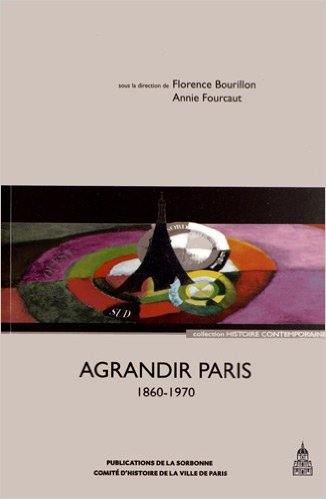 sous la direction de Florence Bourillon
Annie Fourcaut
NORD
SUD
collection HISTOIRE CONTEMPORAINE
AGRANDIR PARIS
1860-1970
PUBLICATIONS DE LA SORBONNE
COMITÉ D'HISTOIRE DE LA VILLE DE PARIS